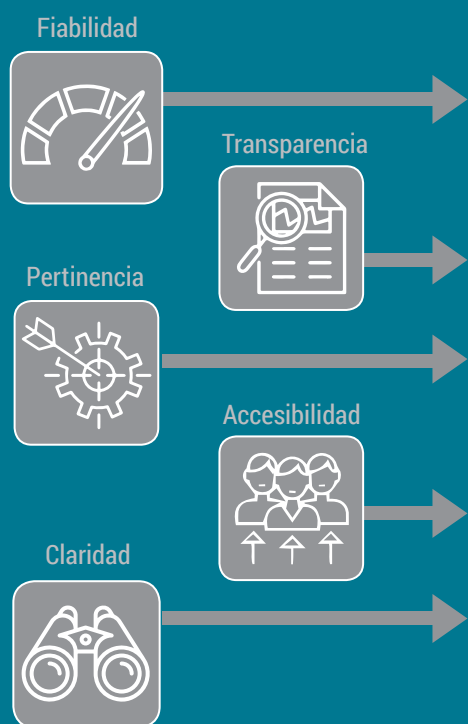 Fiabilidad
Transparencia
Pertinencia
Accesibilidad
Claridad